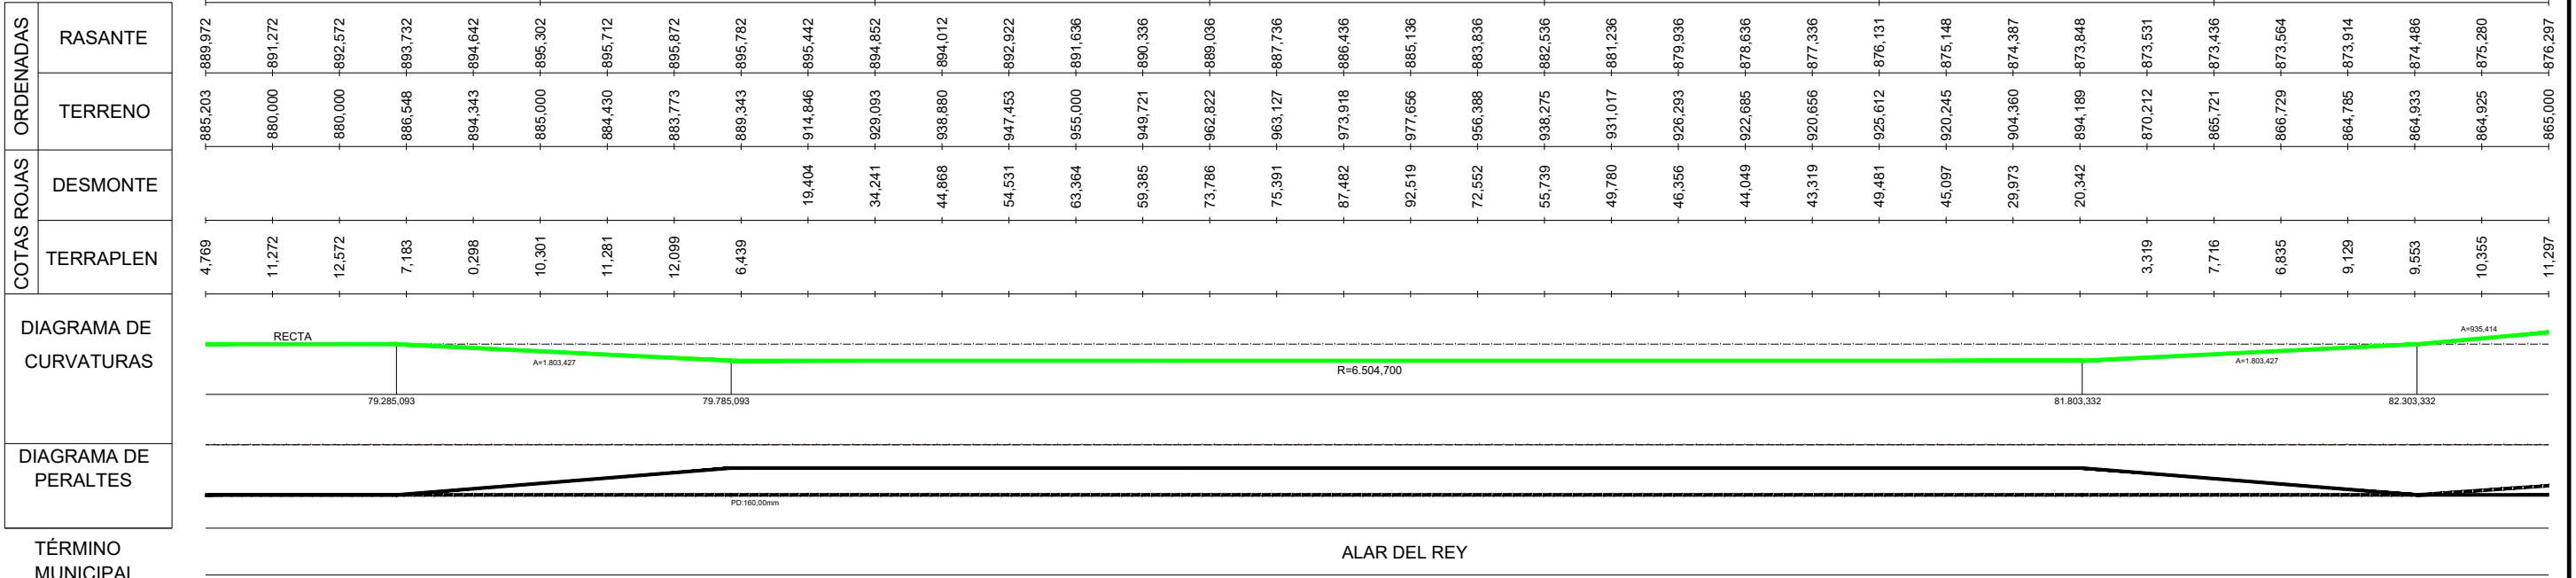 ORDENADAS
RASANTE
889,972 891,272 892,572 893,732 894,642 895,302 895,712 895,872 895,782 895,442 894,852 894,012 892,922 891,636 890,336 889,036 887,736 886,436 885,136 883,836 882,536 881,236 879,936 878,636 877,336 876,131 875,148 874,387 873,848 873,531 873,436 873,564 873,914 874,486 875,280 876,297
TERRENO
885,203 880,000 880,000 886,548 894,343 885,000 884,430 883,773 889,343 914,846 929,093 938,880 947,453 955,000 949,721 962,822 963,127 973,918 977,656 956,388 938,275 931,017 926,293 922,685 920,656 925,612 920,245 904,360 894,189 870,212 865,721 866,729 864,785 864,933 864,925 865,000
COTAS ROJAS
DESMONTE
19,404 34,241 44,868 54,531 63,364 59,385 73,786 75,391 87,482 92,519 72,552 55,739 49,780 46,356 44,049 43,319 49,481 45,097 29,973 20,342
TERRAPLEN
4,769 11,272 12,572 7,183 0,298 10,301 11,281 12,099 6,439 3,319 7,716 6,835 9,129 9,553 10,355 11,297
DIAGRAMA DE
CURVATURAS
RECTA
A=1.803,427
R=6.504,700
A=1.803,427
A=935,414
79.285,093 79.785,093 81.803,332 82.303,332
DIAGRAMA DE
PERALTES
PD:160,00mm
TÉRMINO
MUNICIPAL
ALAR DEL REY